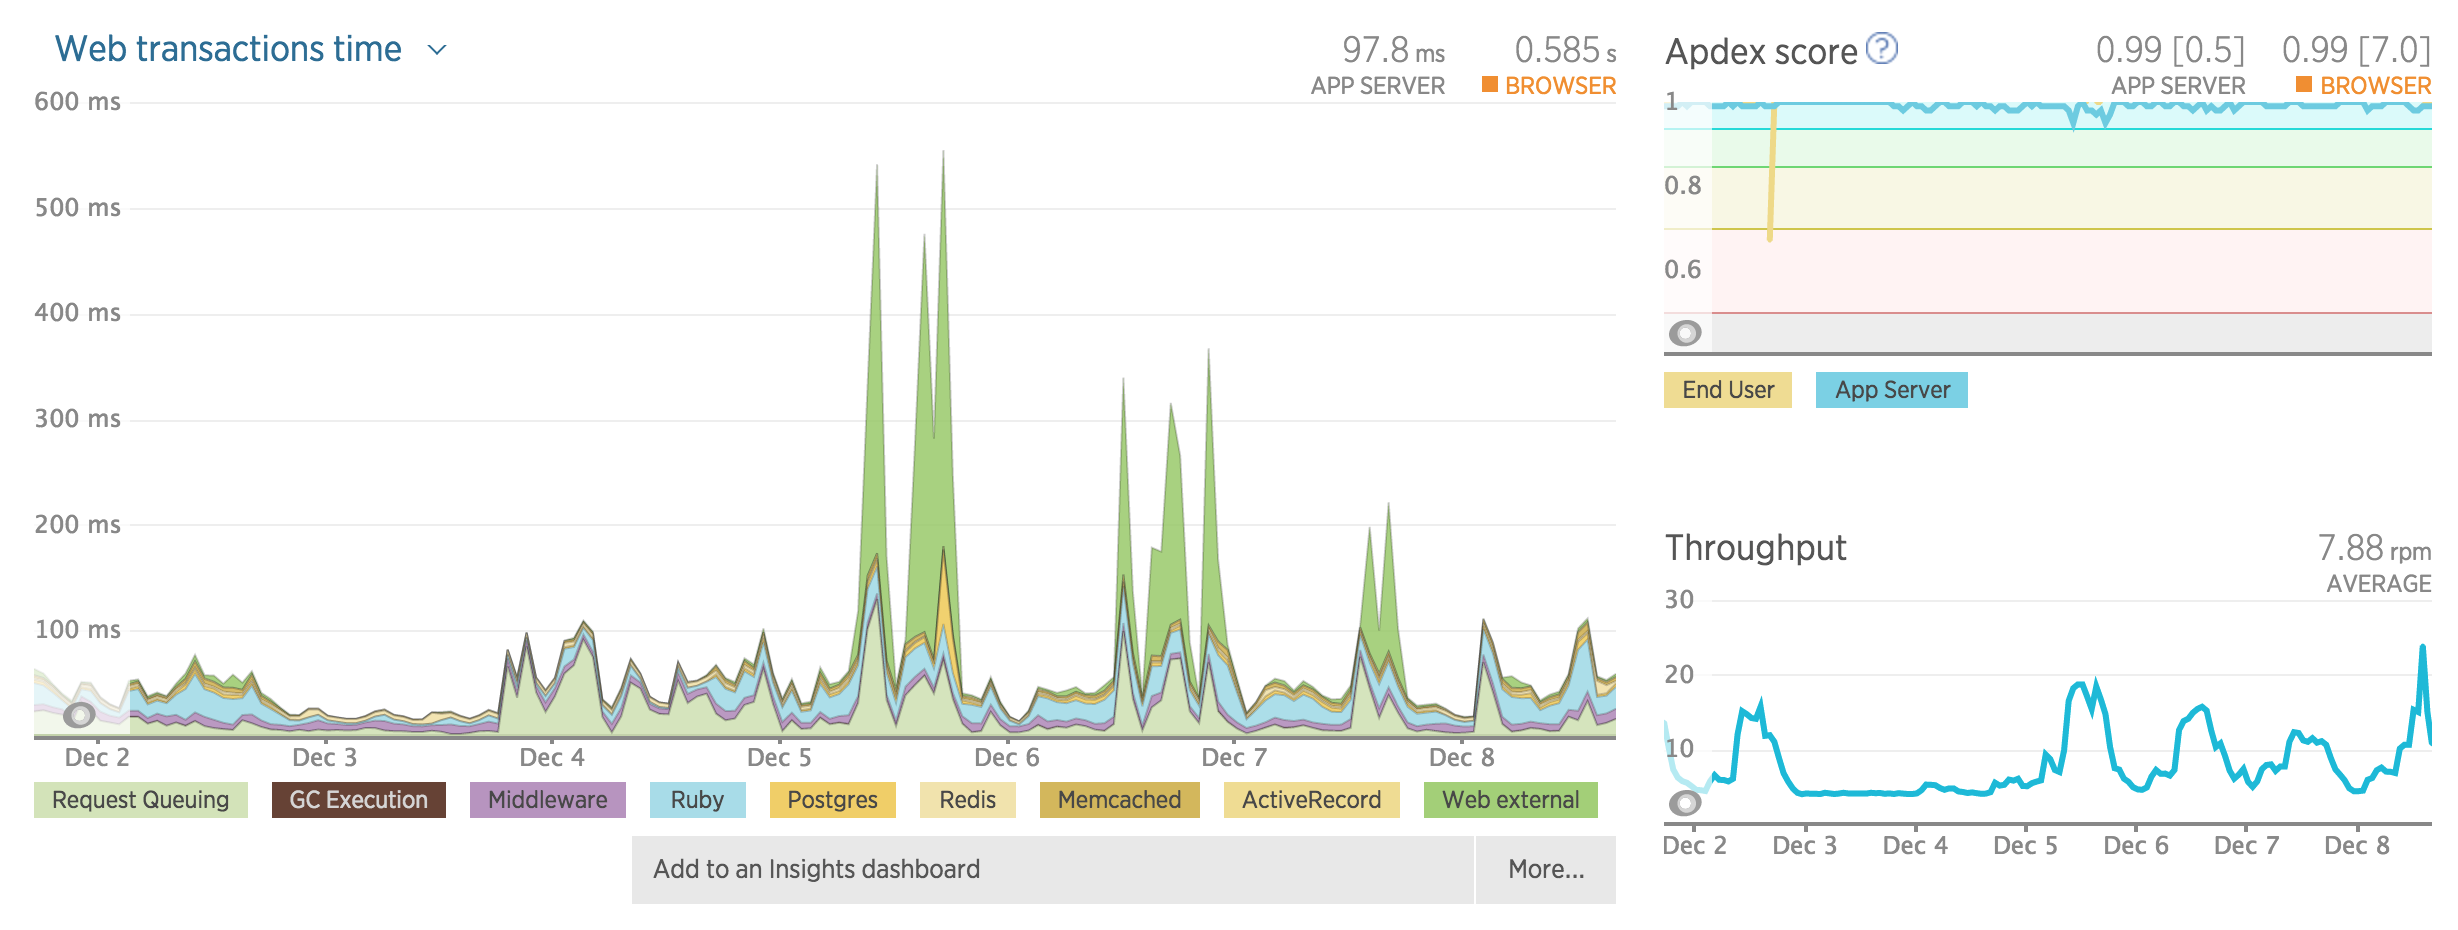 Web transactions time
97.8 ms
APP SERVER
0.585 s
BROWSER
600 ms
500 ms
400 ms
300 ms
200 ms
100 ms
Dec 2 Dec 3 Dec 4 Dec 5 Dec 6 Dec 7 Dec 8
Request Queuing GC Execution Middleware Ruby Postgres Redis Memcached ActiveRecord Web external
Add to an Insights dashboard More...
Apdex score ?
0.99 [0.5]
APP SERVER
0.99 [7.0]
BROWSER
1
0.8
0.6
End User App Server
Throughput
7.88 rpm
AVERAGE
30
20
10
Dec 2 Dec 3 Dec 4 Dec 5 Dec 6 Dec 7 Dec 8